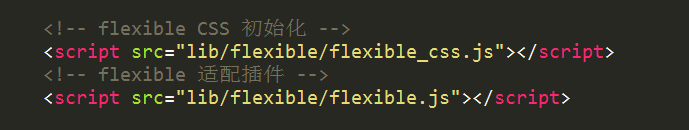 <!-- flexible CSS 初始化 -->
<script src="lib/flexible/flexible_css.js"></script>
<!-- flexible 适配插件 -->
<script src="lib/flexible/flexible.js"></script>